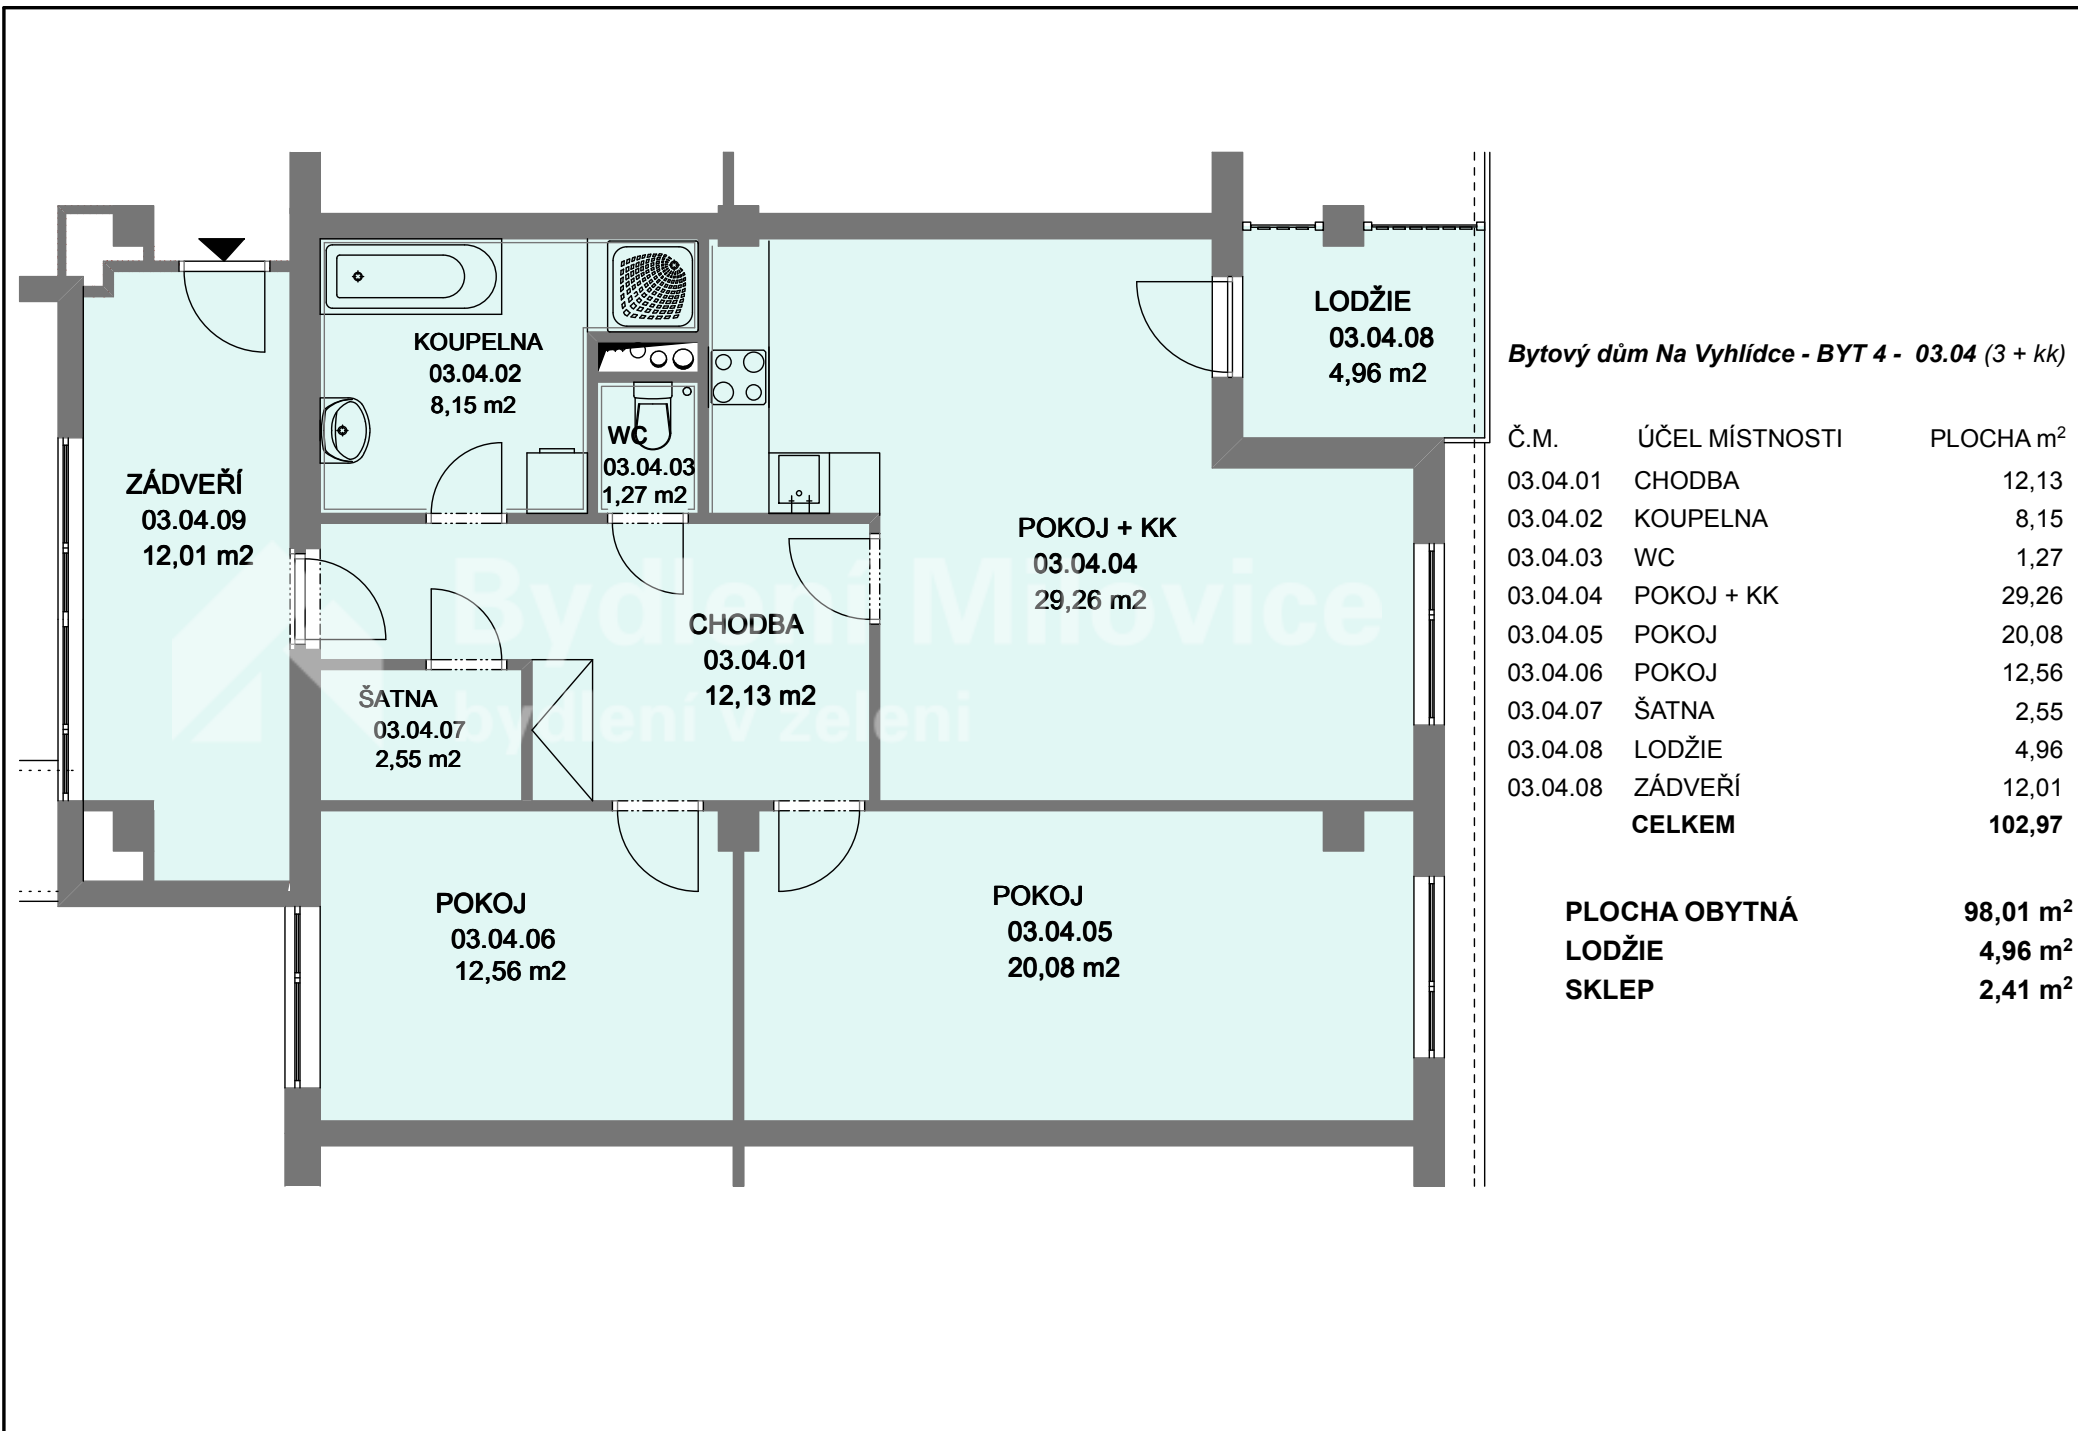 KOUPELNA
03.04.02
8,15 m2
LODŽIE
03.04.08
4,96 m2
WC
03.04.03
1,27 m2
ZÁDVEŘÍ
03.04.09
12,01 m2
POKOJ + KK
03.04.04
29,26 m2
CHODBA
03.04.01
12,13 m2
ŠATNA
03.04.07
2,55 m2
POKOJ
03.04.06
12,56 m2
POKOJ
03.04.05
20,08 m2
Bydlení Milovice
bydlení v zeleni
Bytový dům Na Vyhlídce - BYT 4 - 03.04 (3 + kk)
Č.M. ÚČEL MÍSTNOSTI PLOCHA m²
03.04.01 CHODBA 12,13
03.04.02 KOUPELNA 8,15
03.04.03 WC 1,27
03.04.04 POKOJ + KK 29,26
03.04.05 POKOJ 20,08
03.04.06 POKOJ 12,56
03.04.07 ŠATNA 2,55
03.04.08 LODŽIE 4,96
03.04.08 ZÁDVEŘÍ 12,01
CELKEM 102,97
PLOCHA OBYTNÁ 98,01 m²
LODŽIE 4,96 m²
SKLEP 2,41 m²